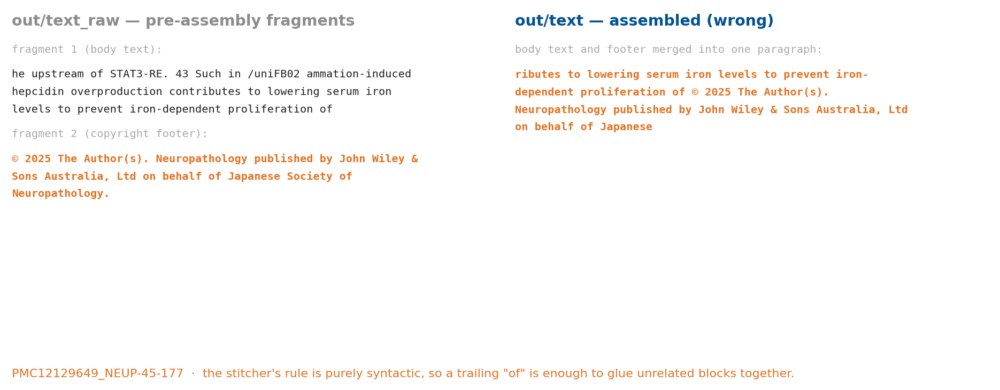 out/text_raw — pre-assembly fragments
fragment 1 (body text):
he upstream of STAT3-RE. 43 Such in /uniFB02 ammation-induced
hepcidin overproduction contributes to lowering serum iron
levels to prevent iron-dependent proliferation of
fragment 2 (copyright footer):
© 2025 The Author(s). Neuropathology published by John Wiley &
Sons Australia, Ltd on behalf of Japanese Society of
Neuropathology.
out/text — assembled (wrong)
body text and footer merged into one paragraph:
ributes to lowering serum iron levels to prevent iron-
dependent proliferation of © 2025 The Author(s).
Neuropathology published by John Wiley & Sons Australia, Ltd
on behalf of Japanese
PMC12129649_NEUP-45-177 · the stitcher's rule is purely syntactic, so a trailing "of" is enough to glue unrelated blocks together.